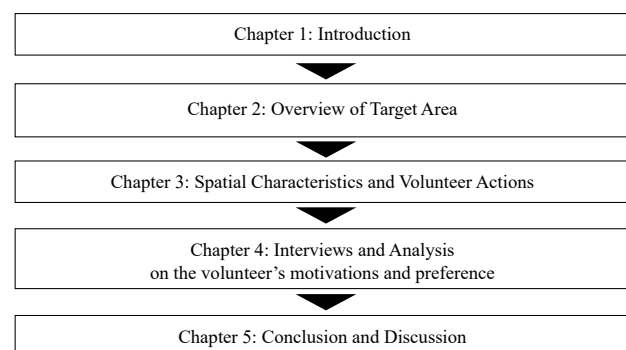 Chapter 1: Introduction
Chapter 2: Overview of Target Area
Chapter 3: Spatial Characteristics and Volunteer Actions
Chapter 4: Interviews and Analysis
on the volunteer’s motivations and preference
Chapter 5: Conclusion and Discussion